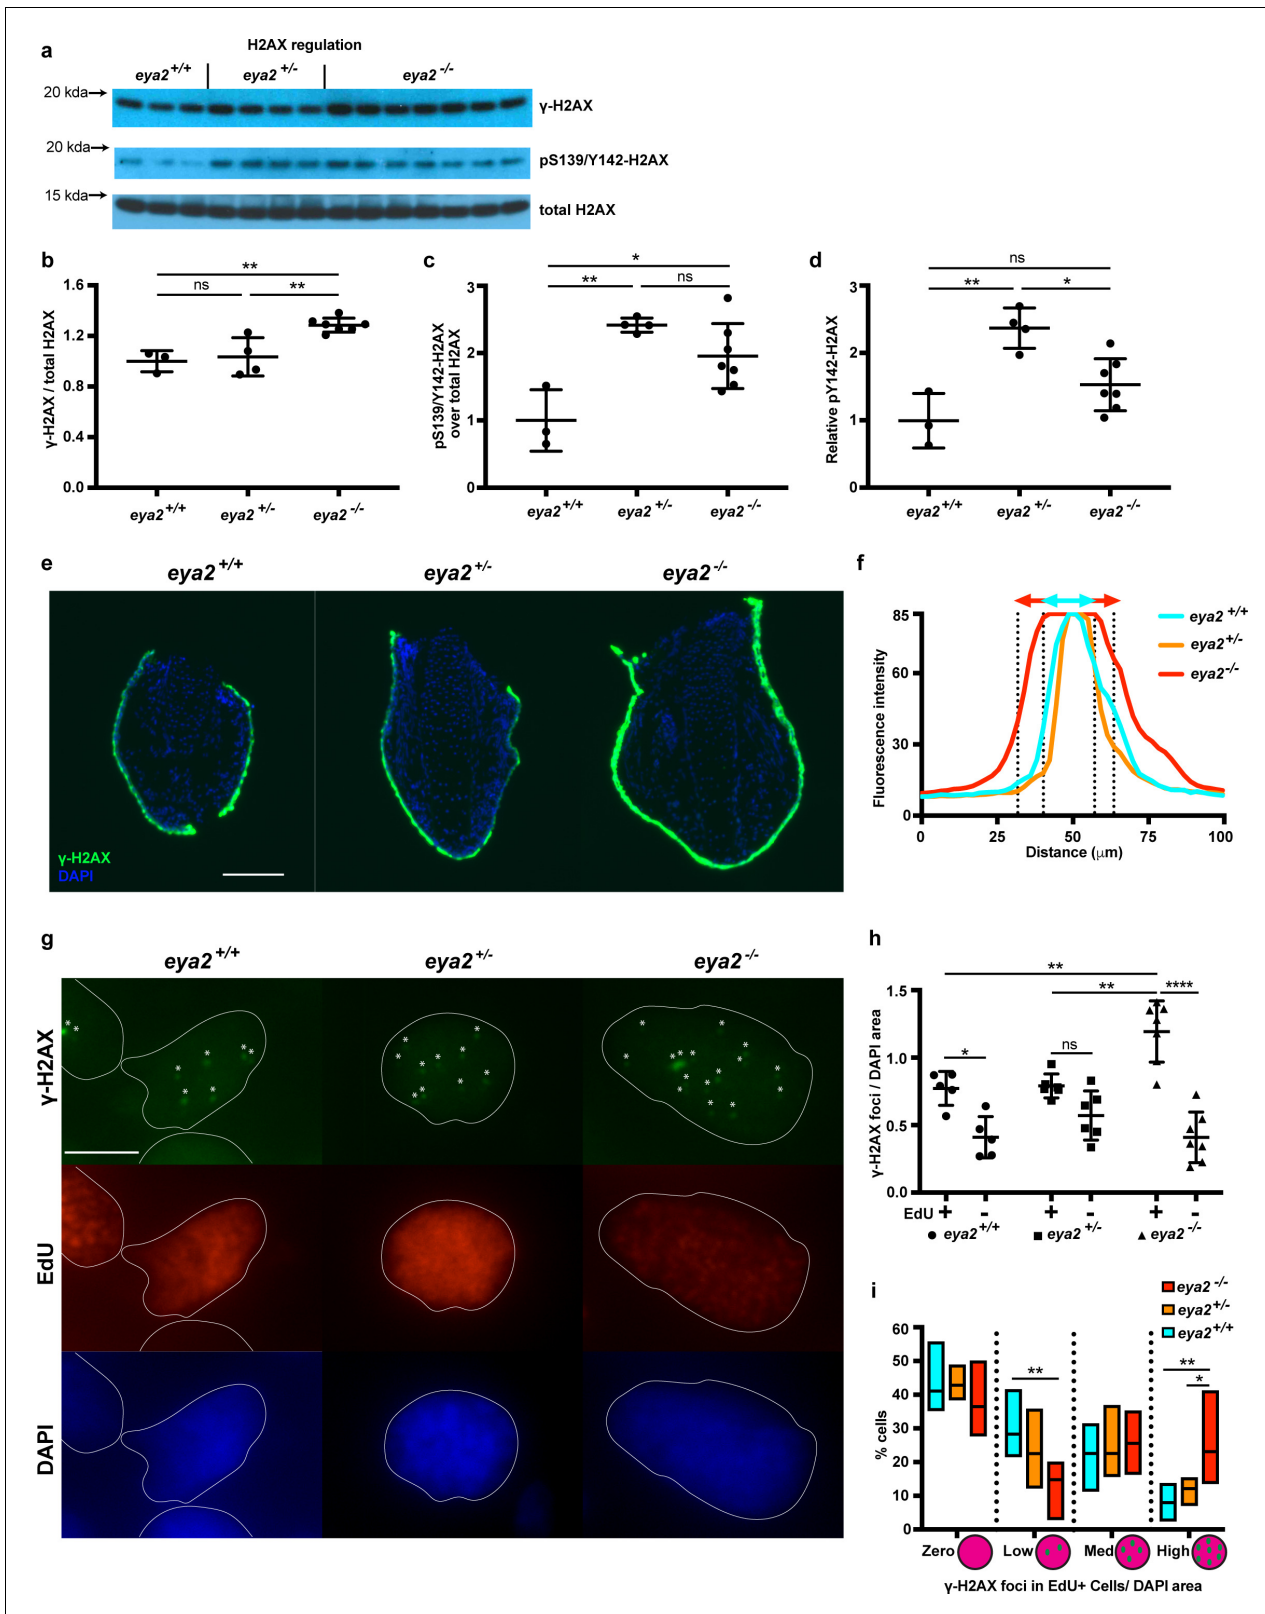 a
H2AX regulation
eya2+/+ eya2+/- eya2-/-
20 kda
γ-H2AX
20 kda
pS139/Y142-H2AX
15 kda
total H2AX
b
**
ns **
1.6
1.2
0.8
0.4
0.0
γ-H2AX / total H2AX
eya2+/+ eya2+/- eya2-/-
c
*
** ns
3
2
1
0
pS139/Y142-H2AX
over total H2AX
eya2+/+ eya2+/- eya2-/-
d
ns
** *
3
2
1
0
Relative pY142-H2AX
eya2+/+ eya2+/- eya2-/-
e
eya2+/+ eya2+/- eya2-/-
γ-H2AX
DAPI
f
85
60
30
0
Fluorescence intensity
0 25 50 75 100
Distance (μm)
eya2+/+
eya2+/-
eya2-/-
g
eya2+/+ eya2+/- eya2-/-
γ-H2AX
EdU
DAPI
h
**
** ****
* ns
1.5
1.0
0.5
0.0
γ-H2AX foci / DAPI area
EdU + - + - + -
eya2+/+ eya2+/- eya2-/-
i
eya2-/-
eya2+/-
eya2+/+
**
** *
60
50
40
30
20
10
0
% cells
Zero Low Med High
γ-H2AX foci in EdU+ Cells/ DAPI area